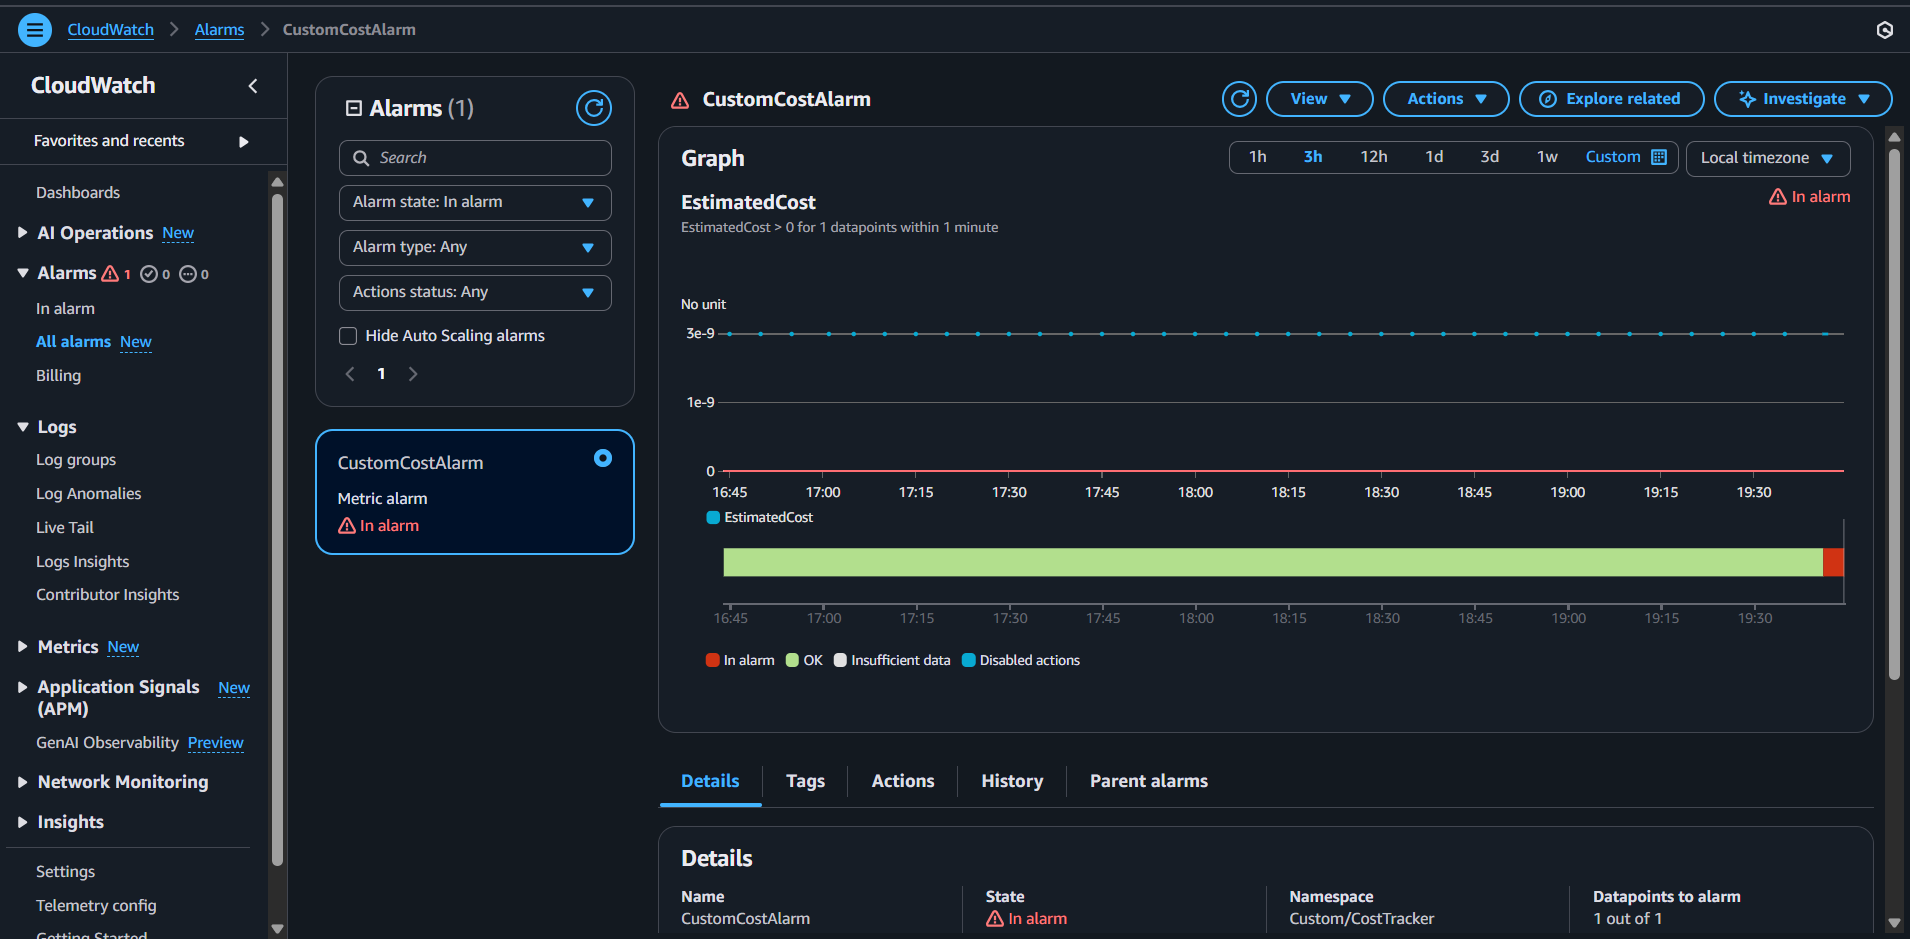 CloudWatch > Alarms > CustomCostAlarm
CloudWatch
Favorites and recents
Dashboards
AI Operations New
Alarms 1 0 0
In alarm
All alarms New
Billing
Logs
Log groups
Log Anomalies
Live Tail
Logs Insights
Contributor Insights
Metrics New
Application Signals New
(APM)
GenAI Observability Preview
Network Monitoring
Insights
Settings
Telemetry config
Getting Started
Alarms (1)
Search
Alarm state: In alarm
Alarm type: Any
Actions status: Any
Hide Auto Scaling alarms
1
CustomCostAlarm
Metric alarm
In alarm
CustomCostAlarm
View
Actions
Explore related
Investigate
Graph
1h 3h 12h 1d 3d 1w Custom
Local timezone
EstimatedCost
In alarm
EstimatedCost > 0 for 1 datapoints within 1 minute
No unit
3e-9
1e-9
0
16:45 17:00 17:15 17:30 17:45 18:00 18:15 18:30 18:45 19:00 19:15 19:30
EstimatedCost
16:45 17:00 17:15 17:30 17:45 18:00 18:15 18:30 18:45 19:00 19:15 19:30
In alarm OK Insufficient data Disabled actions
Details Tags Actions History Parent alarms
Details
Name State Namespace Datapoints to alarm
CustomCostAlarm In alarm Custom/CostTracker 1 out of 1